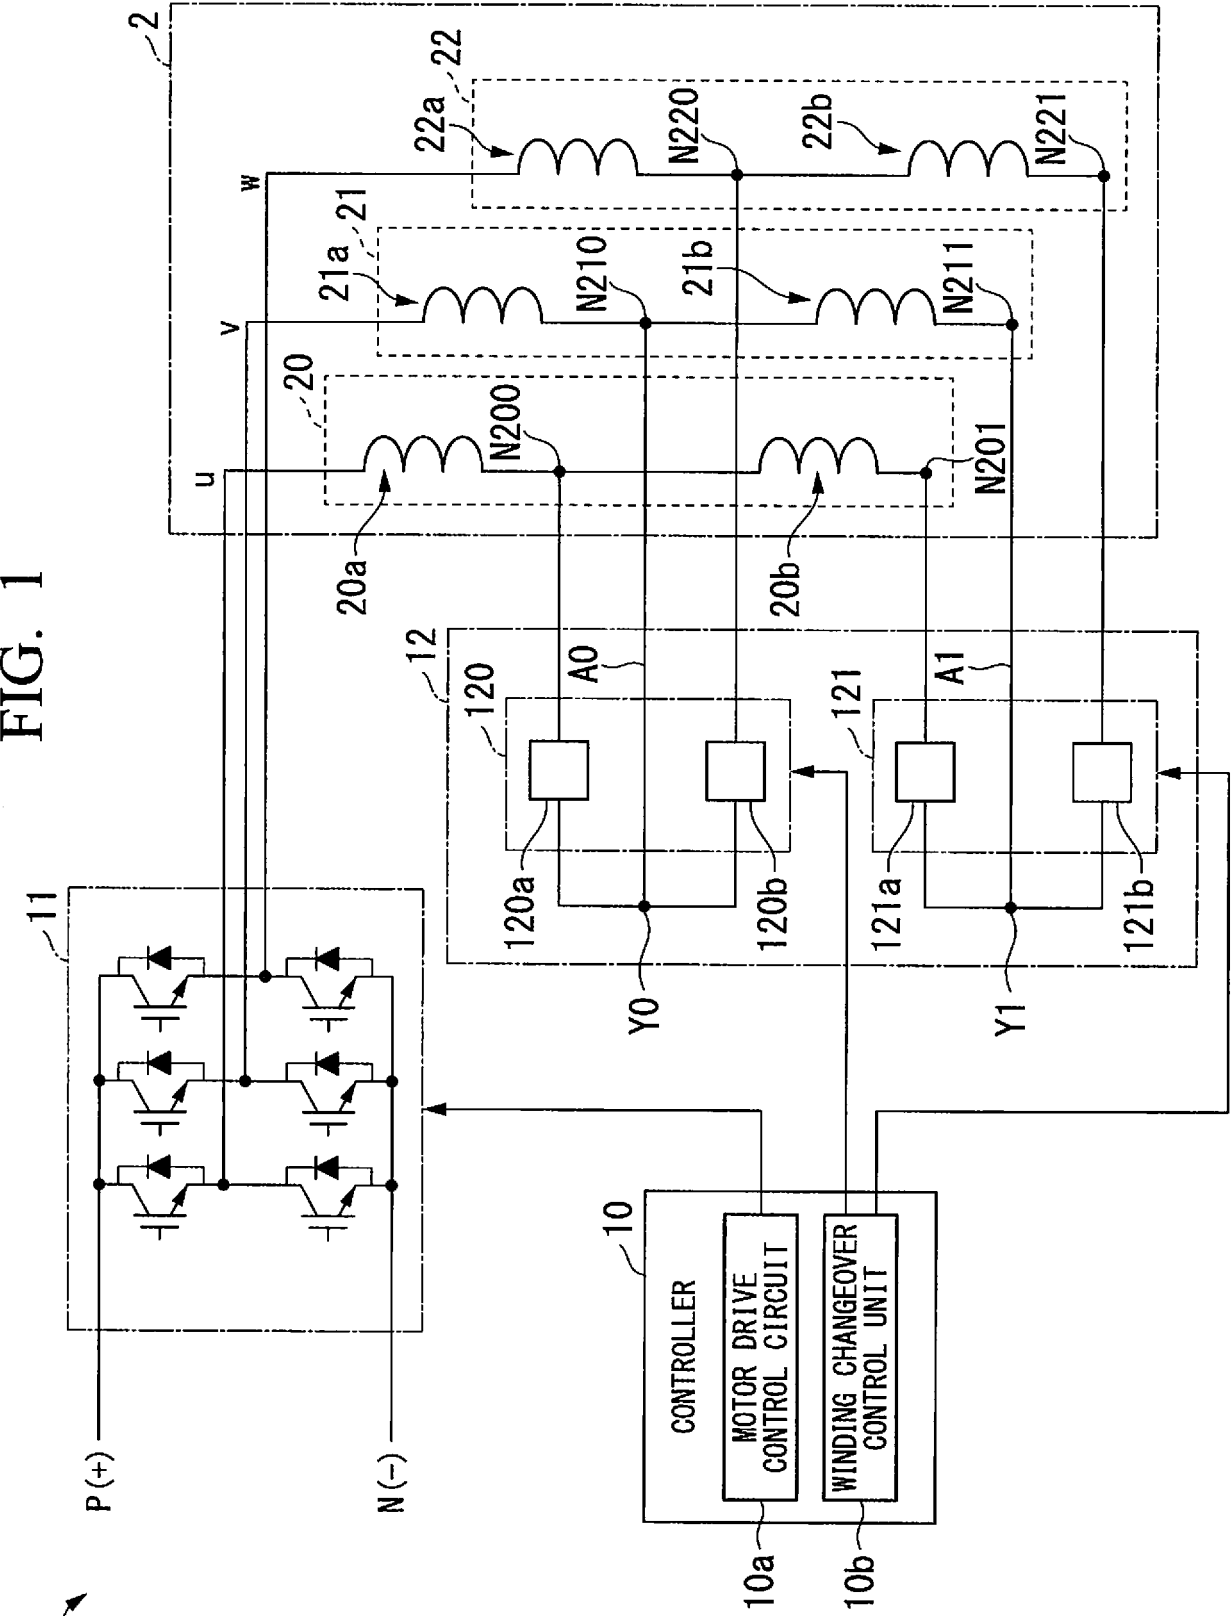 FIG. 1
P(+)
N(-)
11
u
v
w
2
20
20a
N200
20b
N201
21
21a
N210
21b
N211
22
22a
N220
22b
N221
12
120
120a
120b
A0
Y0
121
121a
121b
A1
Y1
10
CONTROLLER
10a
MOTOR DRIVE
CONTROL CIRCUIT
10b
WINDING CHANGEOVER
CONTROL UNIT